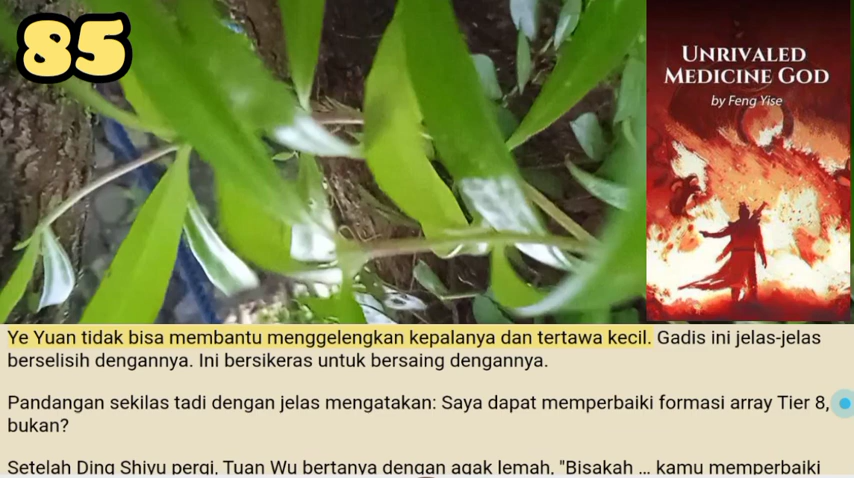 85
UNRIVALED
MEDICINE GOD
by Feng Yise
Ye Yuan tidak bisa membantu menggelengkan kepalanya dan tertawa kecil. Gadis ini jelas-jelas
berselisih dengannya. Ini bersikeras untuk bersaing dengannya.
Pandangan sekilas tadi dengan jelas mengatakan: Saya dapat memperbaiki formasi array Tier 8,
bukan?
Setelah Ding Shiyu pergi, Tuan Wu bertanya dengan agak lemah, "Bisakah ... kamu memperbaiki